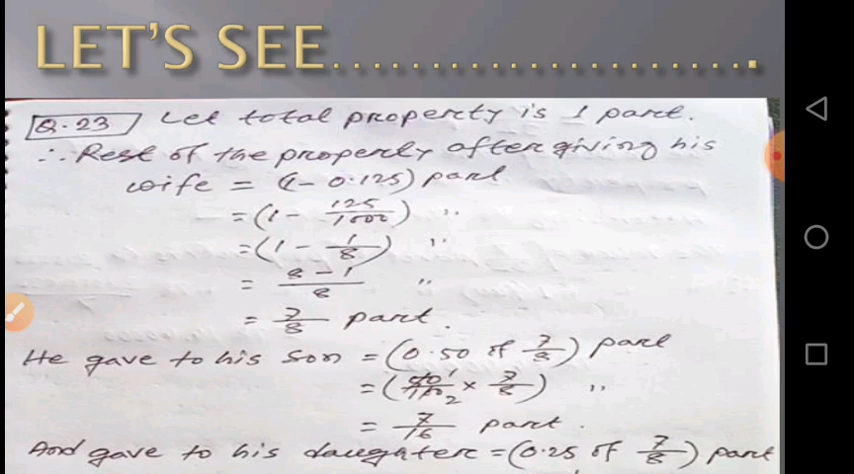 LET'S SEE.......................
Q.23 Let total property is 1 part.
∴ Rest of the property after giving his
wife = (1 - 0.125) part
= (1 - 125/1000) ,,
= (1 - 1/8) ,,
= 8 - 1/8 ,,
= 7/8 part.
He gave to his son = (0.50 of 7/8) part
= (50/100 1/2 × 7/8) ,,
= 7/16 part.
And gave to his daughter = (0.25 of 7/8) part